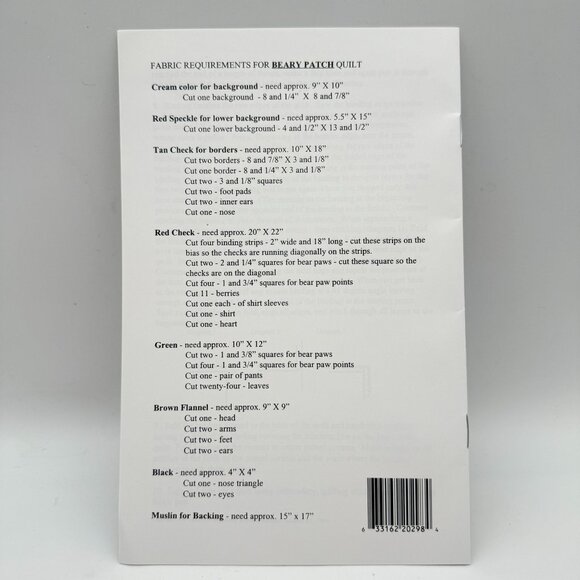 FABRIC REQUIREMENTS FOR BEARY PATCH QUILT
Cream color for background - need approx. 9" X 10"
Cut one background - 8 and 1/4" X 8 and 7/8"
Red Speckle for lower background - need approx. 5.5" X 15"
Cut one lower background - 4 and 1/2" X 13 and 1/2"
Tan Check for borders - need approx. 10" X 18"
Cut two borders - 8 and 7/8" X 3 and 1/8"
Cut one border - 8 and 1/4" X 3 and 1/8"
Cut two - 3 and 1/8" squares
Cut two - foot pads
Cut two - inner ears
Cut one - nose
Red Check - need approx. 20" X 22"
Cut four binding strips - 2" wide and 18" long - cut these strips on the
bias so the checks are running diagonally on the strips.
Cut two - 2 and 1/4" squares for bear paws - cut these square so the
checks are on the diagonal
Cut four - 1 and 3/4" squares for bear paw points
Cut 11 - berries
Cut one each - of shirt sleeves
Cut one - shirt
Cut one - heart
Green - need approx. 10" X 12"
Cut two - 1 and 3/8" squares for bear paws
Cut four - 1 and 3/4" squares for bear paw points
Cut one - pair of pants
Cut twenty-four - leaves
Brown Flannel - need approx. 9" X 9"
Cut one - head
Cut two - arms
Cut two - feet
Cut two - ears
Black - need approx. 4" X 4"
Cut one - nose triangle
Cut two - eyes
Muslin for Backing - need approx. 15" x 17"
6 33162 20298 4